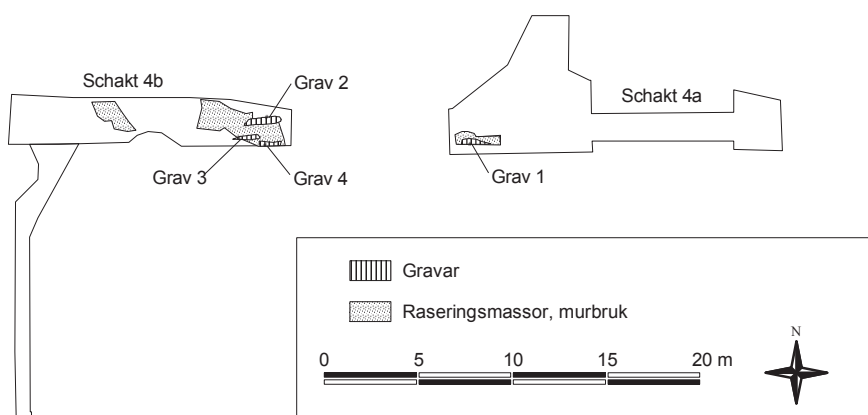 Schakt 4b
Grav 2
Schakt 4a
Grav 3
Grav 4
Grav 1
Gravar
Raseringsmassor, murbruk
0 5 10 15 20 m
N